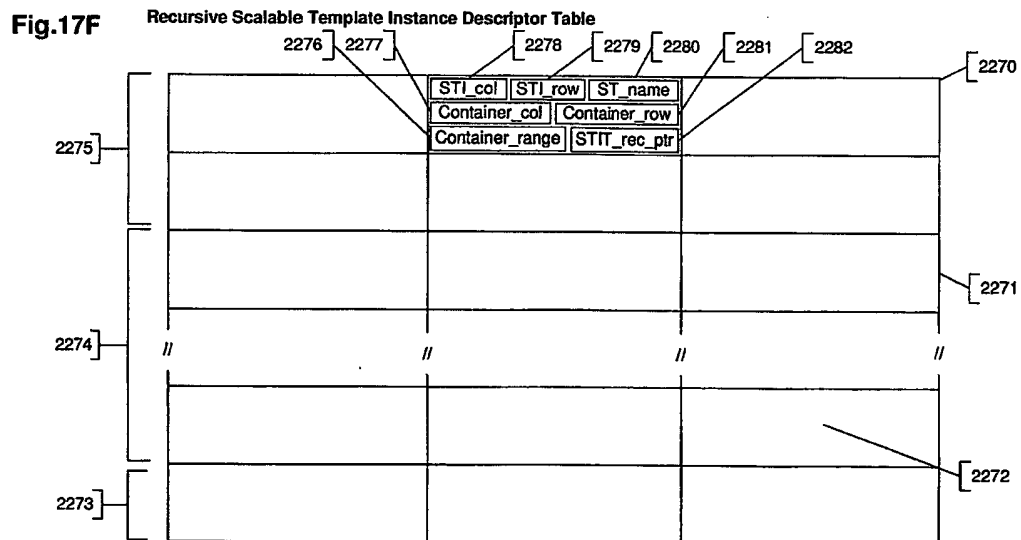 Fig.17F
Recursive Scalable Template Instance Descriptor Table
2276 2277 2278 2279 2280 2281 2282
2270
STI_col STI_row ST_name
Container_col Container_row
Container_range STIT_rec_ptr
2275
2271
2274
// // // //
2272
2273